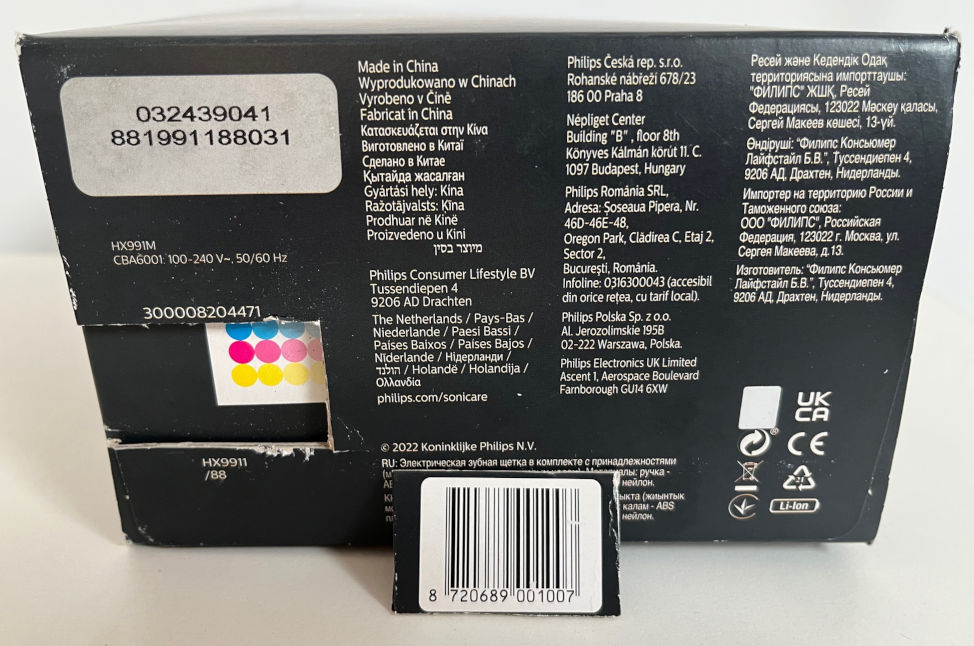 032439041
881991188031
HX991M
CBA6001: 100-240 V~, 50/60 Hz
300008204471
HX9911
/88
Made in China
Wyprodukowano w Chinach
Vyrobeno v Číně
Fabricat in China
Κατασκευάζεται στην Κίνα
Виготовлено в Китаї
Сделано в Китае
Қытайда жасалған
Gyártási hely: Kína
Ražotājvalsts: Ķīna
Prodhuar në Kinë
Proizvedeno u Kini
מיוצר בסין
Philips Consumer Lifestyle BV
Tussendiepen 4
9206 AD Drachten
The Netherlands / Pays-Bas /
Niederlande / Paesi Bassi /
Países Baixos / Países Bajos /
Nīderlande / Нідерланди /
הולנד / Holandë / Holandija /
Ολλανδία
philips.com/sonicare
© 2022 Koninklijke Philips N.V.
RU: Электрическая зубная щетка в комплекте с принадлежностями
ручка -
нейлон.
(жиынтық
калам - ABS
нейлон.
Philips Česká rep. s.r.o.
Rohanské nábřeží 678/23
186 00 Praha 8
Népliget Center
Building "B", floor 8th
Könyves Kálmán körút 11. C.
1097 Budapest, Hungary
Philips România SRL,
Adresa: Șoseaua Pipera, Nr.
46D-46E-48,
Oregon Park, Clădirea C, Etaj 2,
Sector 2,
București, România.
Infoline: 0316300043 (accesibil
din orice rețea, cu tarif local).
Philips Polska Sp. z o.o.
Al. Jerozolimskie 195B
02-222 Warszawa, Polska.
Philips Electronics UK Limited
Ascent 1, Aerospace Boulevard
Farnborough GU14 6XW
Ресей және Кедендік Одақ
территориясына импорттаушы:
"ФИЛИПС" ЖШҚ, Ресей
Федерациясы, 123022 Мәскеу қаласы,
Сергей Макеев көшесі, 13-үй.
Өндіруші: "Филипс Консьюмер
Лайфстайл Б.В.", Туссендиепен 4,
9206 АД, Драхтен, Нидерланды.
Импортер на территорию России и
Таможенного союза:
ООО "ФИЛИПС", Российская
Федерация, 123022 г. Москва, ул.
Сергея Макеева, д.13.
Изготовитель: "Филипс Консьюмер
Лайфстайл Б.В.", Туссендиепен 4,
9206 АД, Драхтен, Нидерланды.
UK
CA
CE
21
Li-Ion
8 720689 001007